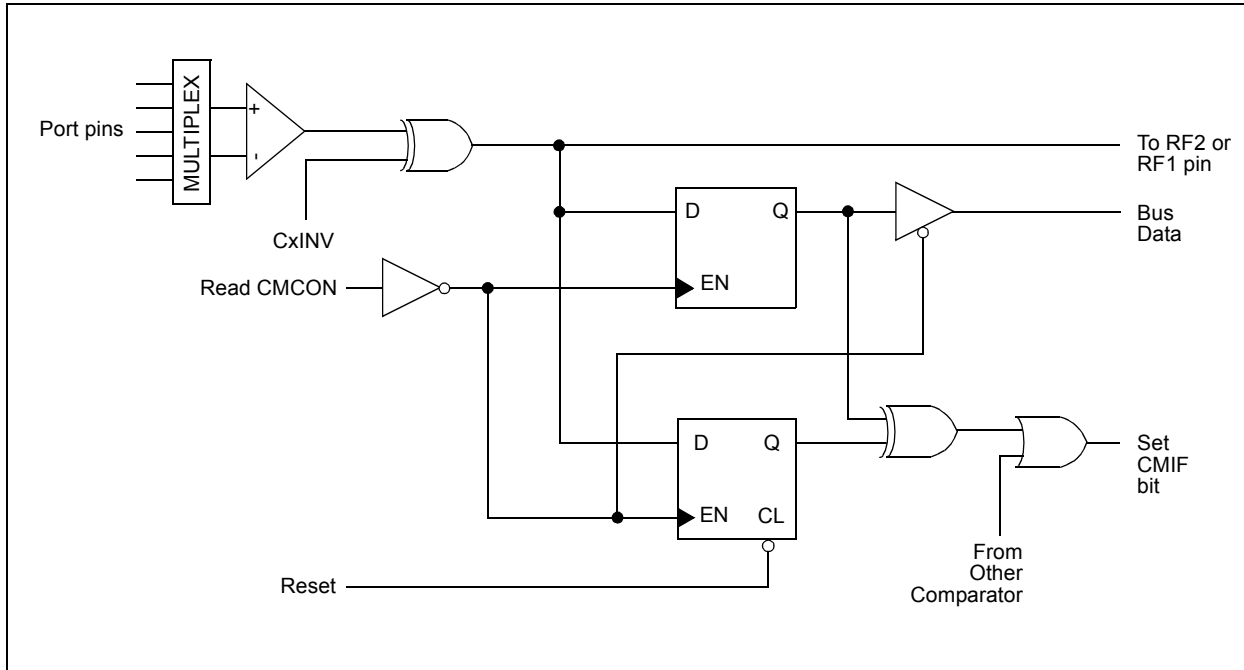 MULTIPLEX
+
-
Port pins
CxINV
To RF2 or
RF1 pin
D
Q
EN
Bus
Data
Read CMCON
D
Q
EN
CL
Set
CMIF
bit
From
Other
Comparator
Reset